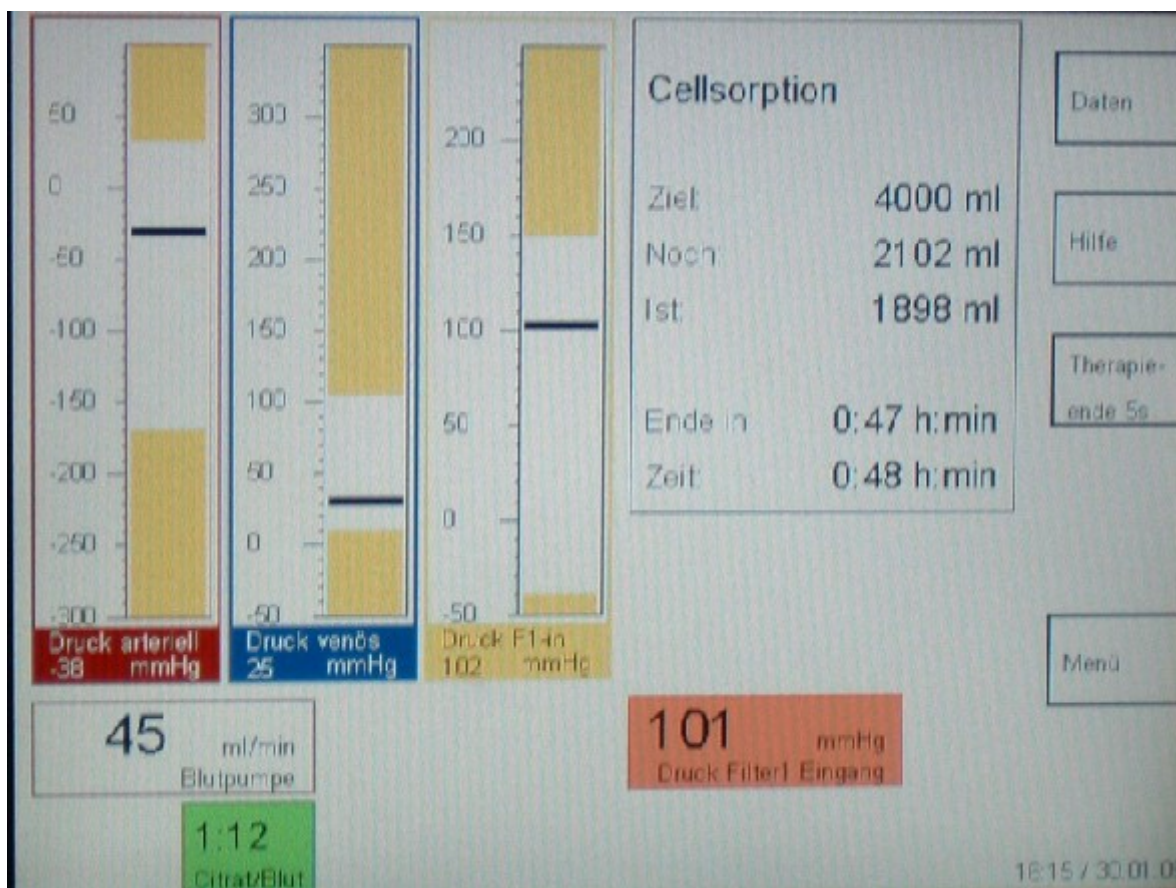 50
0
-50
-100
-150
-200
-250
-300
Druck arteriell
-38 mmHg
300
250
200
150
100
50
0
-50
Druck venös
25 mmHg
200
150
100
50
0
-50
Druck F1-in
102 mmHg
Cellsorption
Ziel: 4000 ml
Noch: 2102 ml
Ist: 1898 ml
Ende in 0:47 h:min
Zeit: 0:48 h:min
Daten
Hilfe
Therapie-
ende 5s
Menü
45 ml/min
Blutpumpe
1:12
Citrat/Blut
101 mmHg
Druck Filter1 Eingang
/ 30.01.